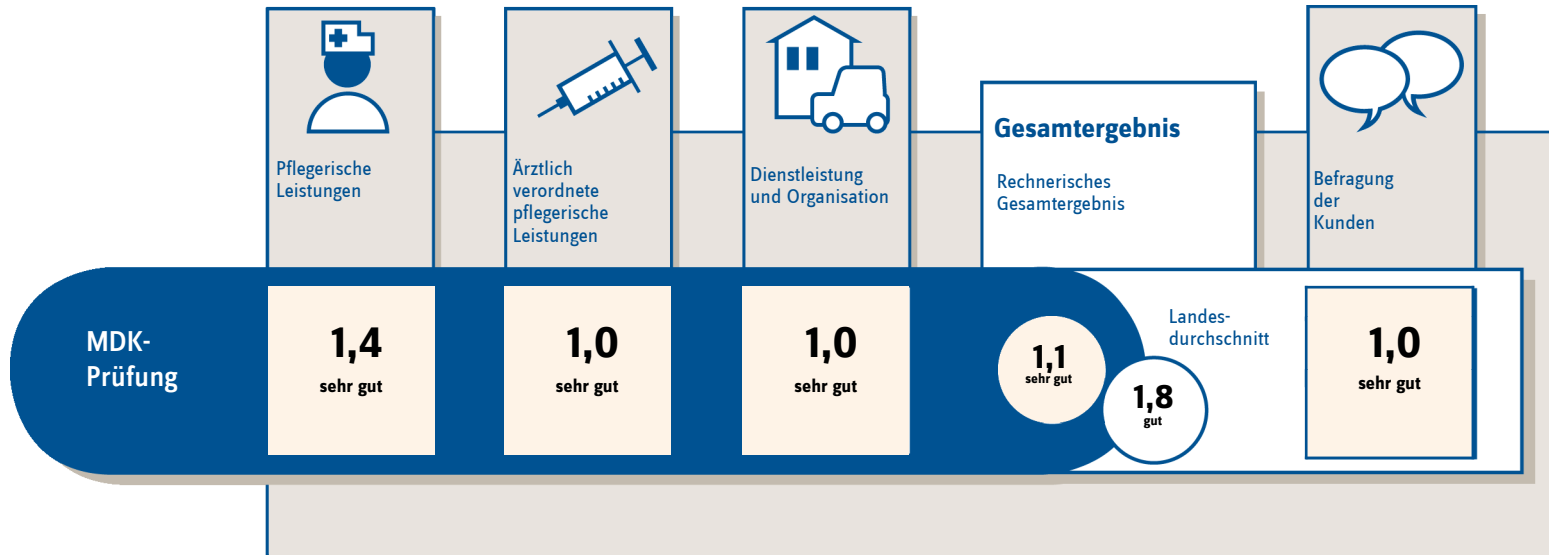 Pflegerische
Leistungen
Ärztlich
verordnete
pflegerische
Leistungen
Dienstleistung
und Organisation
Gesamtergebnis
Rechnerisches
Gesamtergebnis
Befragung
der
Kunden
MDK-
Prüfung
1,4
sehr gut
1,0
sehr gut
1,0
sehr gut
1,1
sehr gut
Landes-
durchschnitt
1,8
gut
1,0
sehr gut